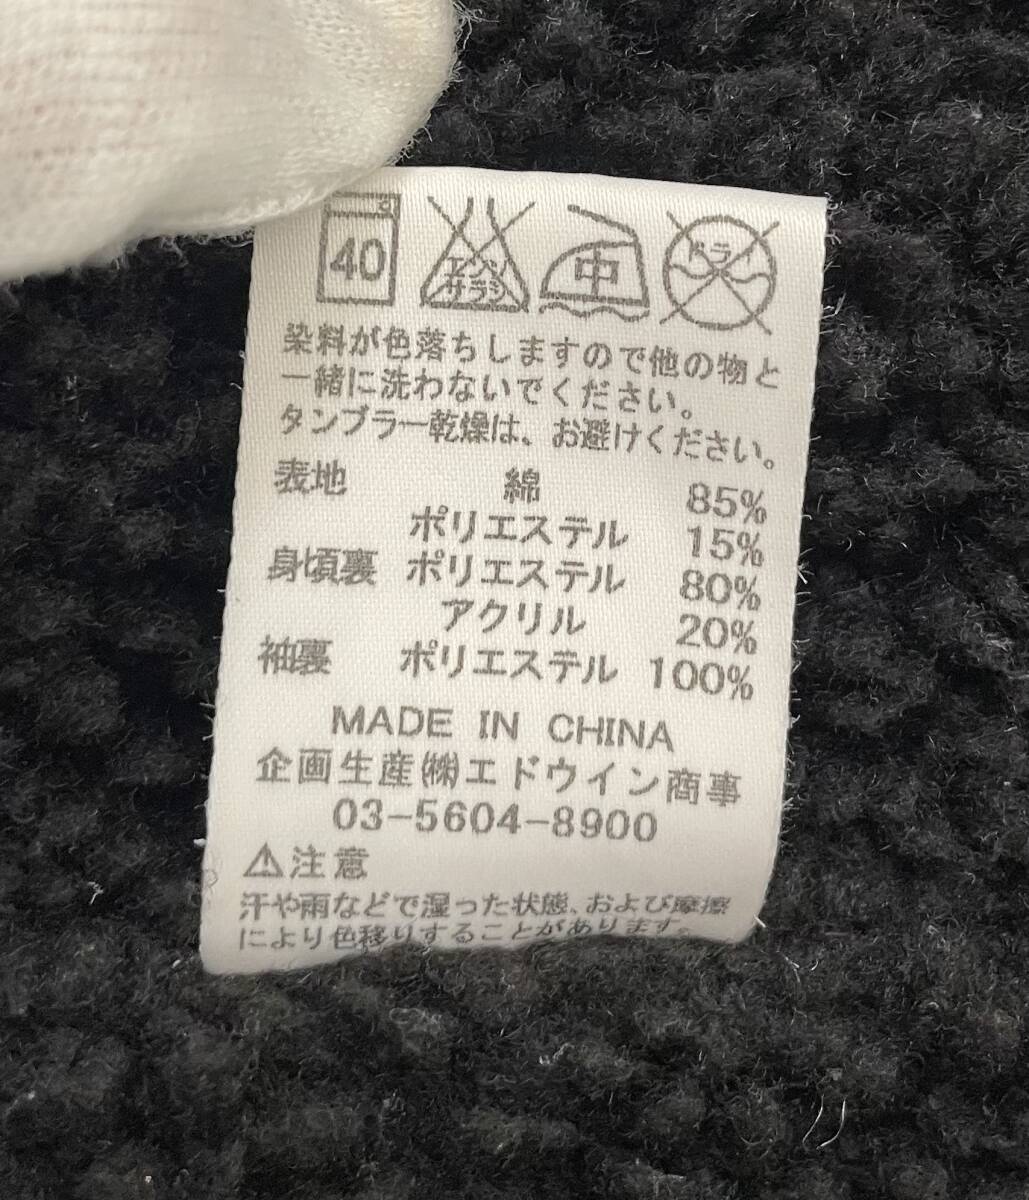 40 エンソ サラシ 中 ドライ
染料が色落ちしますので他の物と
一緒に洗わないでください。
タンブラー乾燥は、お避けください。
表地 綿 85%
ポリエステル 15%
身頃裏 ポリエステル 80%
アクリル 20%
袖裏 ポリエステル 100%
MADE IN CHINA
企画生産㈱エドウイン商事
03-5604-8900
⚠注意
汗や雨などで湿った状態、および摩擦
により色移りすることがあります。